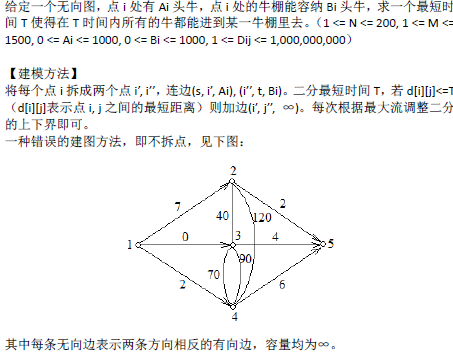 给定一个无向图，点 i 处有 Ai 头牛，点 i 处的牛棚能容纳 Bi 头牛，求一个最短时
间 T 使得在 T 时间内所有的牛都能进到某一牛棚里去。（1 <= N <= 200, 1 <= M <=
1500, 0 <= Ai <= 1000, 0 <= Bi <= 1000, 1 <= Dij <= 1,000,000,000）
【建模方法】
将每个点 i 拆成两个点 i’, i’’，连边(s, i’, Ai), (i’’, t, Bi)。二分最短时间 T，若 d[i][j]<=T
（d[i][j]表示点 i, j 之间的最短距离）则加边(i’, j’’, ∞)。每次根据最大流调整二分
的上下界即可。
一种错误的建图方法，即不拆点，见下图：
2
7
2
40
120
1
0
3
4
5
90
70
2
6
4
其中每条无向边表示两条方向相反的有向边，容量均为∞。